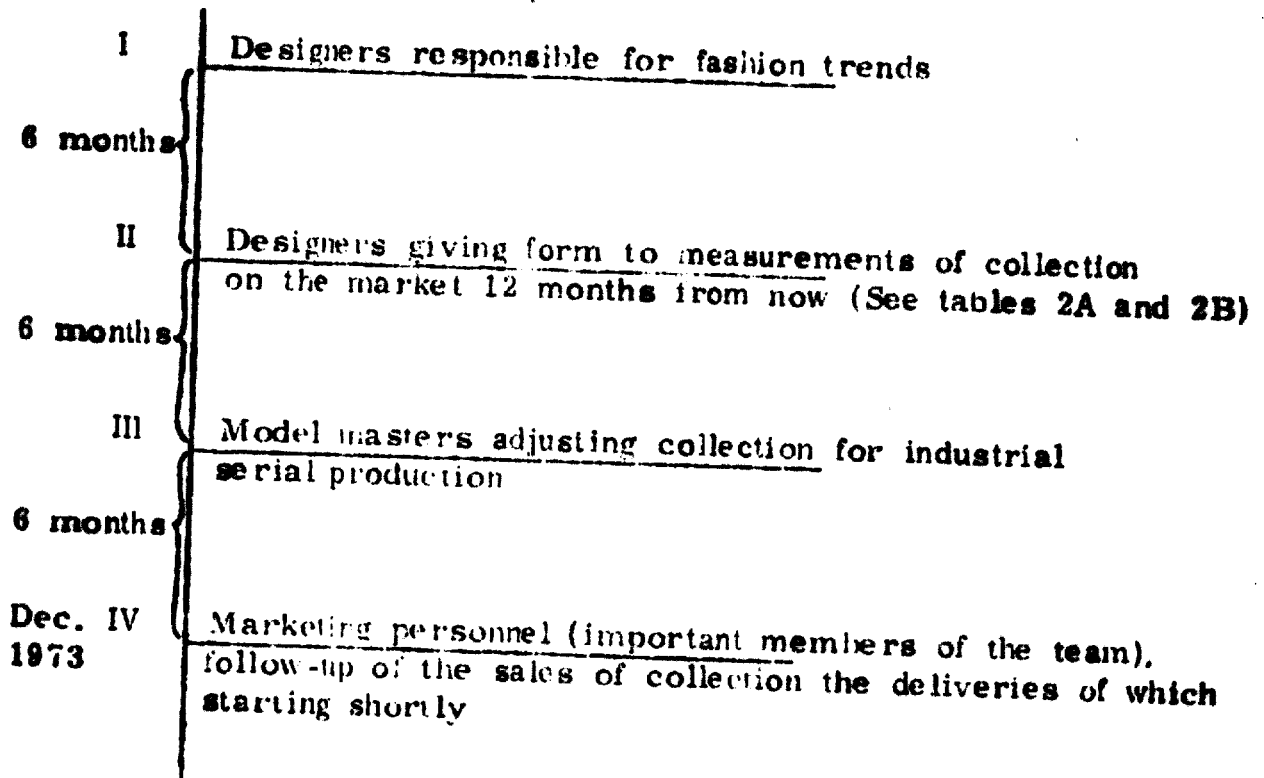 I Designers responsible for fashion trends
6 months
II Designers giving form to measurements of collection
on the market 12 months from now (See tables 2A and 2B)
6 months
III Model masters adjusting collection for industrial
serial production
6 months
Dec. IV Marketing personnel (important members of the team),
1973 follow-up of the sales of collection the deliveries of which
starting shortly